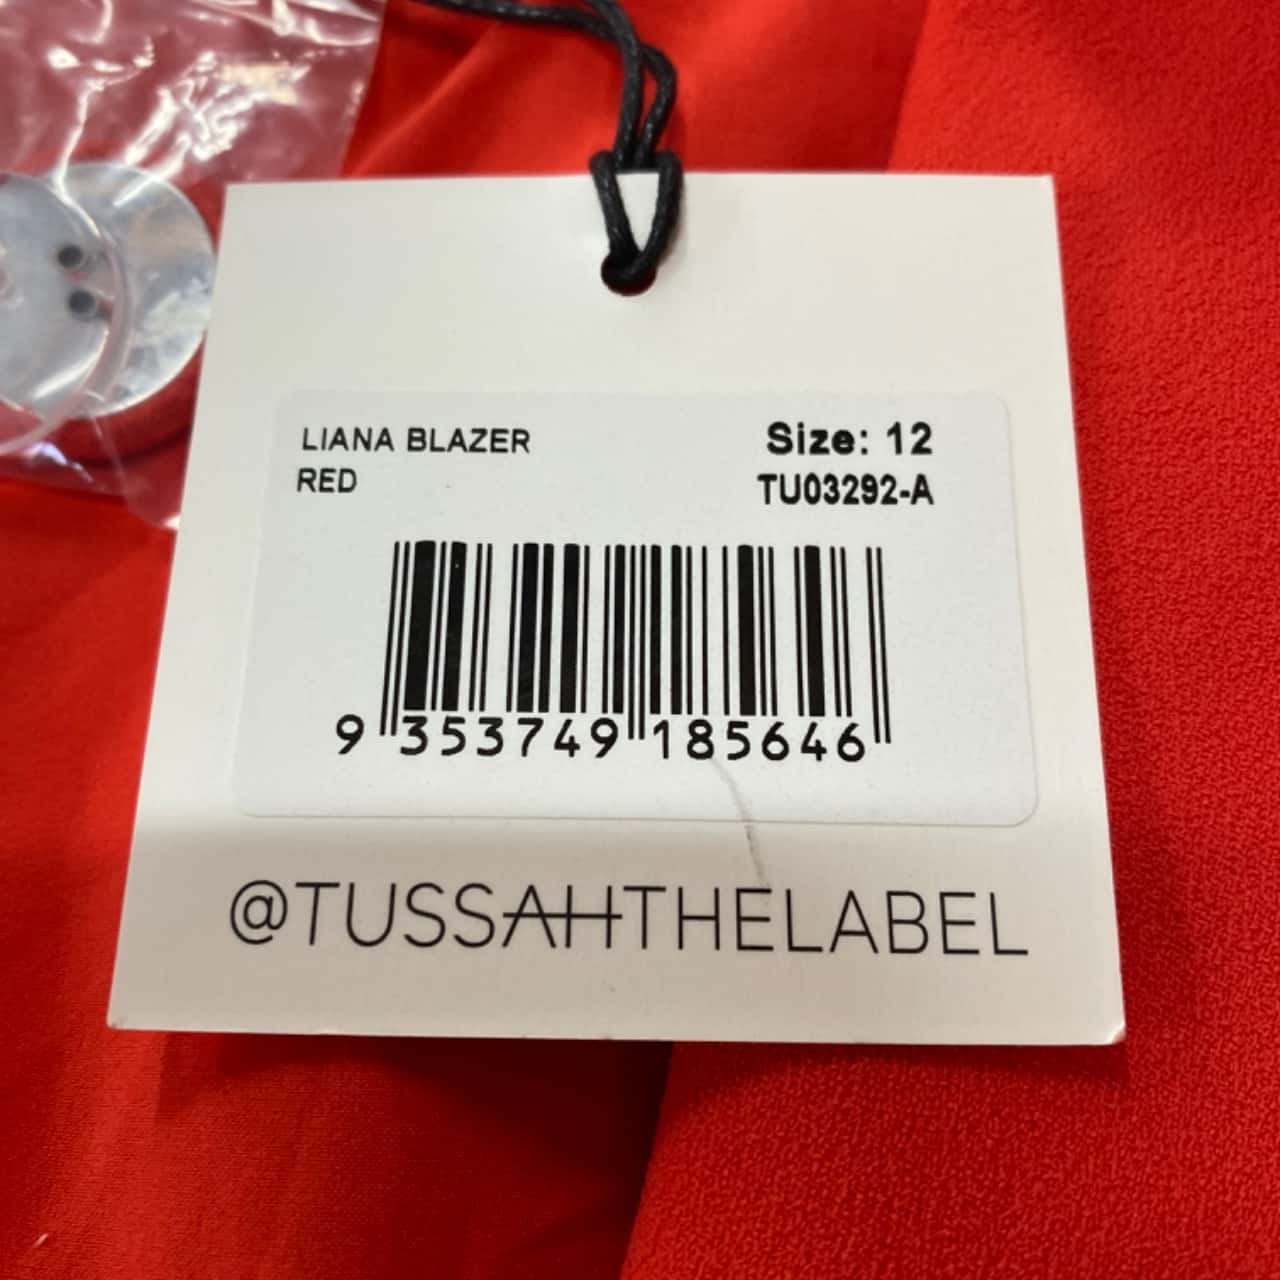 LIANA BLAZER
RED
Size: 12
TU03292-A
9 353749 185646
@TUSSAHTHELABEL